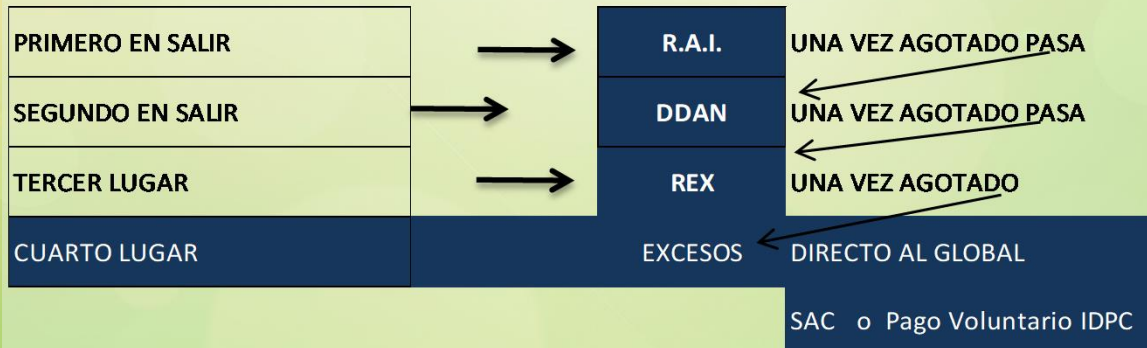 PRIMERO EN SALIR R.A.I. UNA VEZ AGOTADO PASA
SEGUNDO EN SALIR DDAN UNA VEZ AGOTADO PASA
TERCER LUGAR REX UNA VEZ AGOTADO
CUARTO LUGAR EXCESOS DIRECTO AL GLOBAL
SAC o Pago Voluntario IDPC